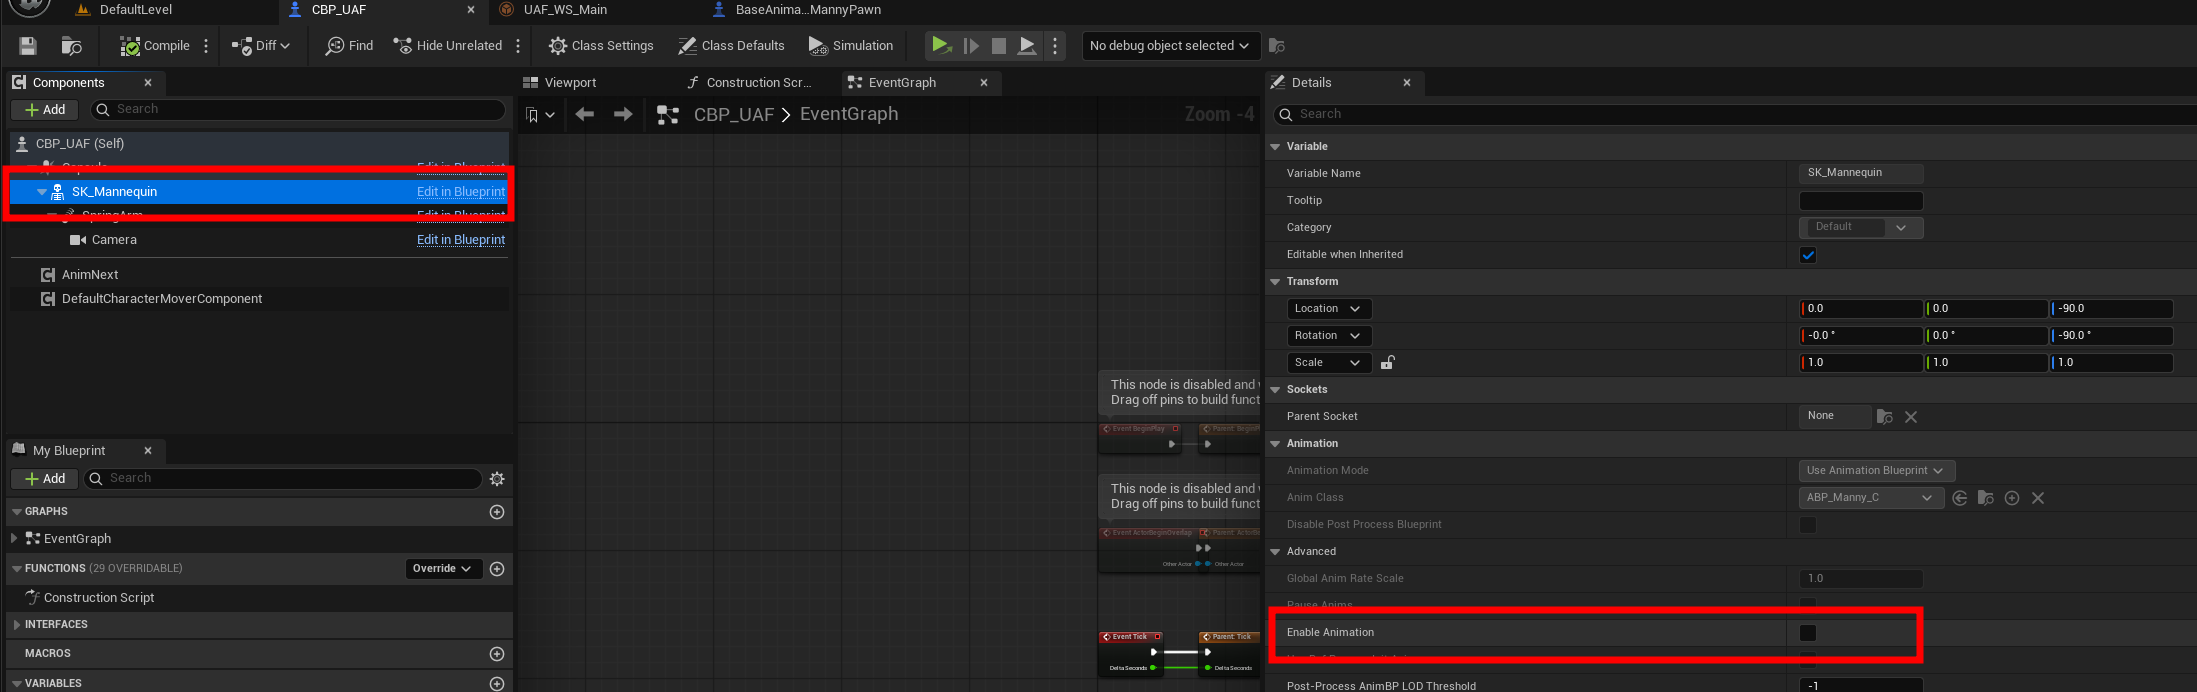 DefaultLevel
CBP_UAF
UAF_WS_Main
BaseAnima...MannyPawn
Compile
Diff
Find
Hide Unrelated
Class Settings
Class Defaults
Simulation
No debug object selected
Components
Add
Search
CBP_UAF (Self)
Edit in Blueprint
SK_Mannequin
Edit in Blueprint
SpringArm
Edit in Blueprint
Camera
Edit in Blueprint
AnimNext
DefaultCharacterMoverComponent
My Blueprint
Add
Search
GRAPHS
EventGraph
FUNCTIONS (29 OVERRIDABLE)
Override
Construction Script
INTERFACES
MACROS
VARIABLES
Viewport
Construction Scr...
EventGraph
CBP_UAF > EventGraph
Zoom -4
This node is disabled and
Drag off pins to build funct
Event BeginPlay
Parent: BeginP
This node is disabled and
Drag off pins to build funct
Event ActorBeginOverlap
Parent: ActorB
Other Actor
Other Actor
Event Tick
Parent: Tick
Delta Seconds
Delta Seconds
Details
Search
Variable
Variable Name
SK_Mannequin
Tooltip
Category
Default
Editable when Inherited
Transform
Location
0.0
0.0
-90.0
Rotation
-0.0 °
0.0 °
-90.0 °
Scale
1.0
1.0
1.0
Sockets
Parent Socket
None
Animation
Animation Mode
Use Animation Blueprint
Anim Class
ABP_Manny_C
Disable Post Process Blueprint
Advanced
Global Anim Rate Scale
1.0
Pause Anims
Enable Animation
Post-Process AnimBP LOD Threshold
-1